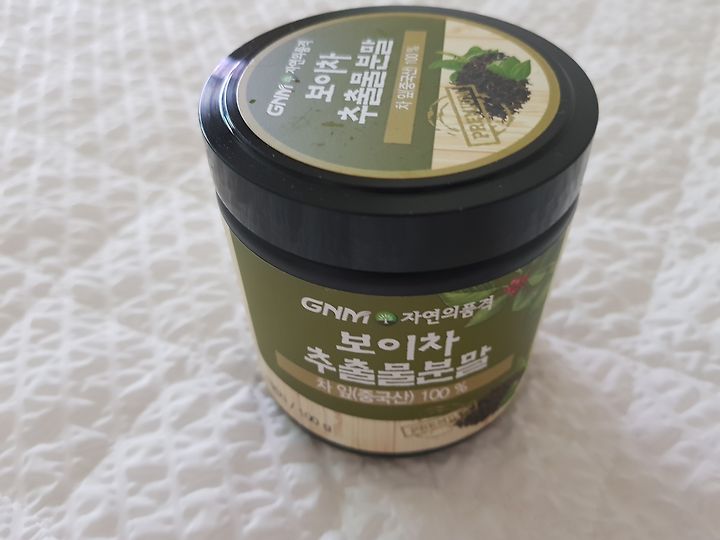 GNM 자연의품격
보이차
추출물분말
차 잎(중국산) 100 %
PREMIUM
GNM 자연의품격
보이차
추출물분말
차 잎(중국산) 100 %
100 g